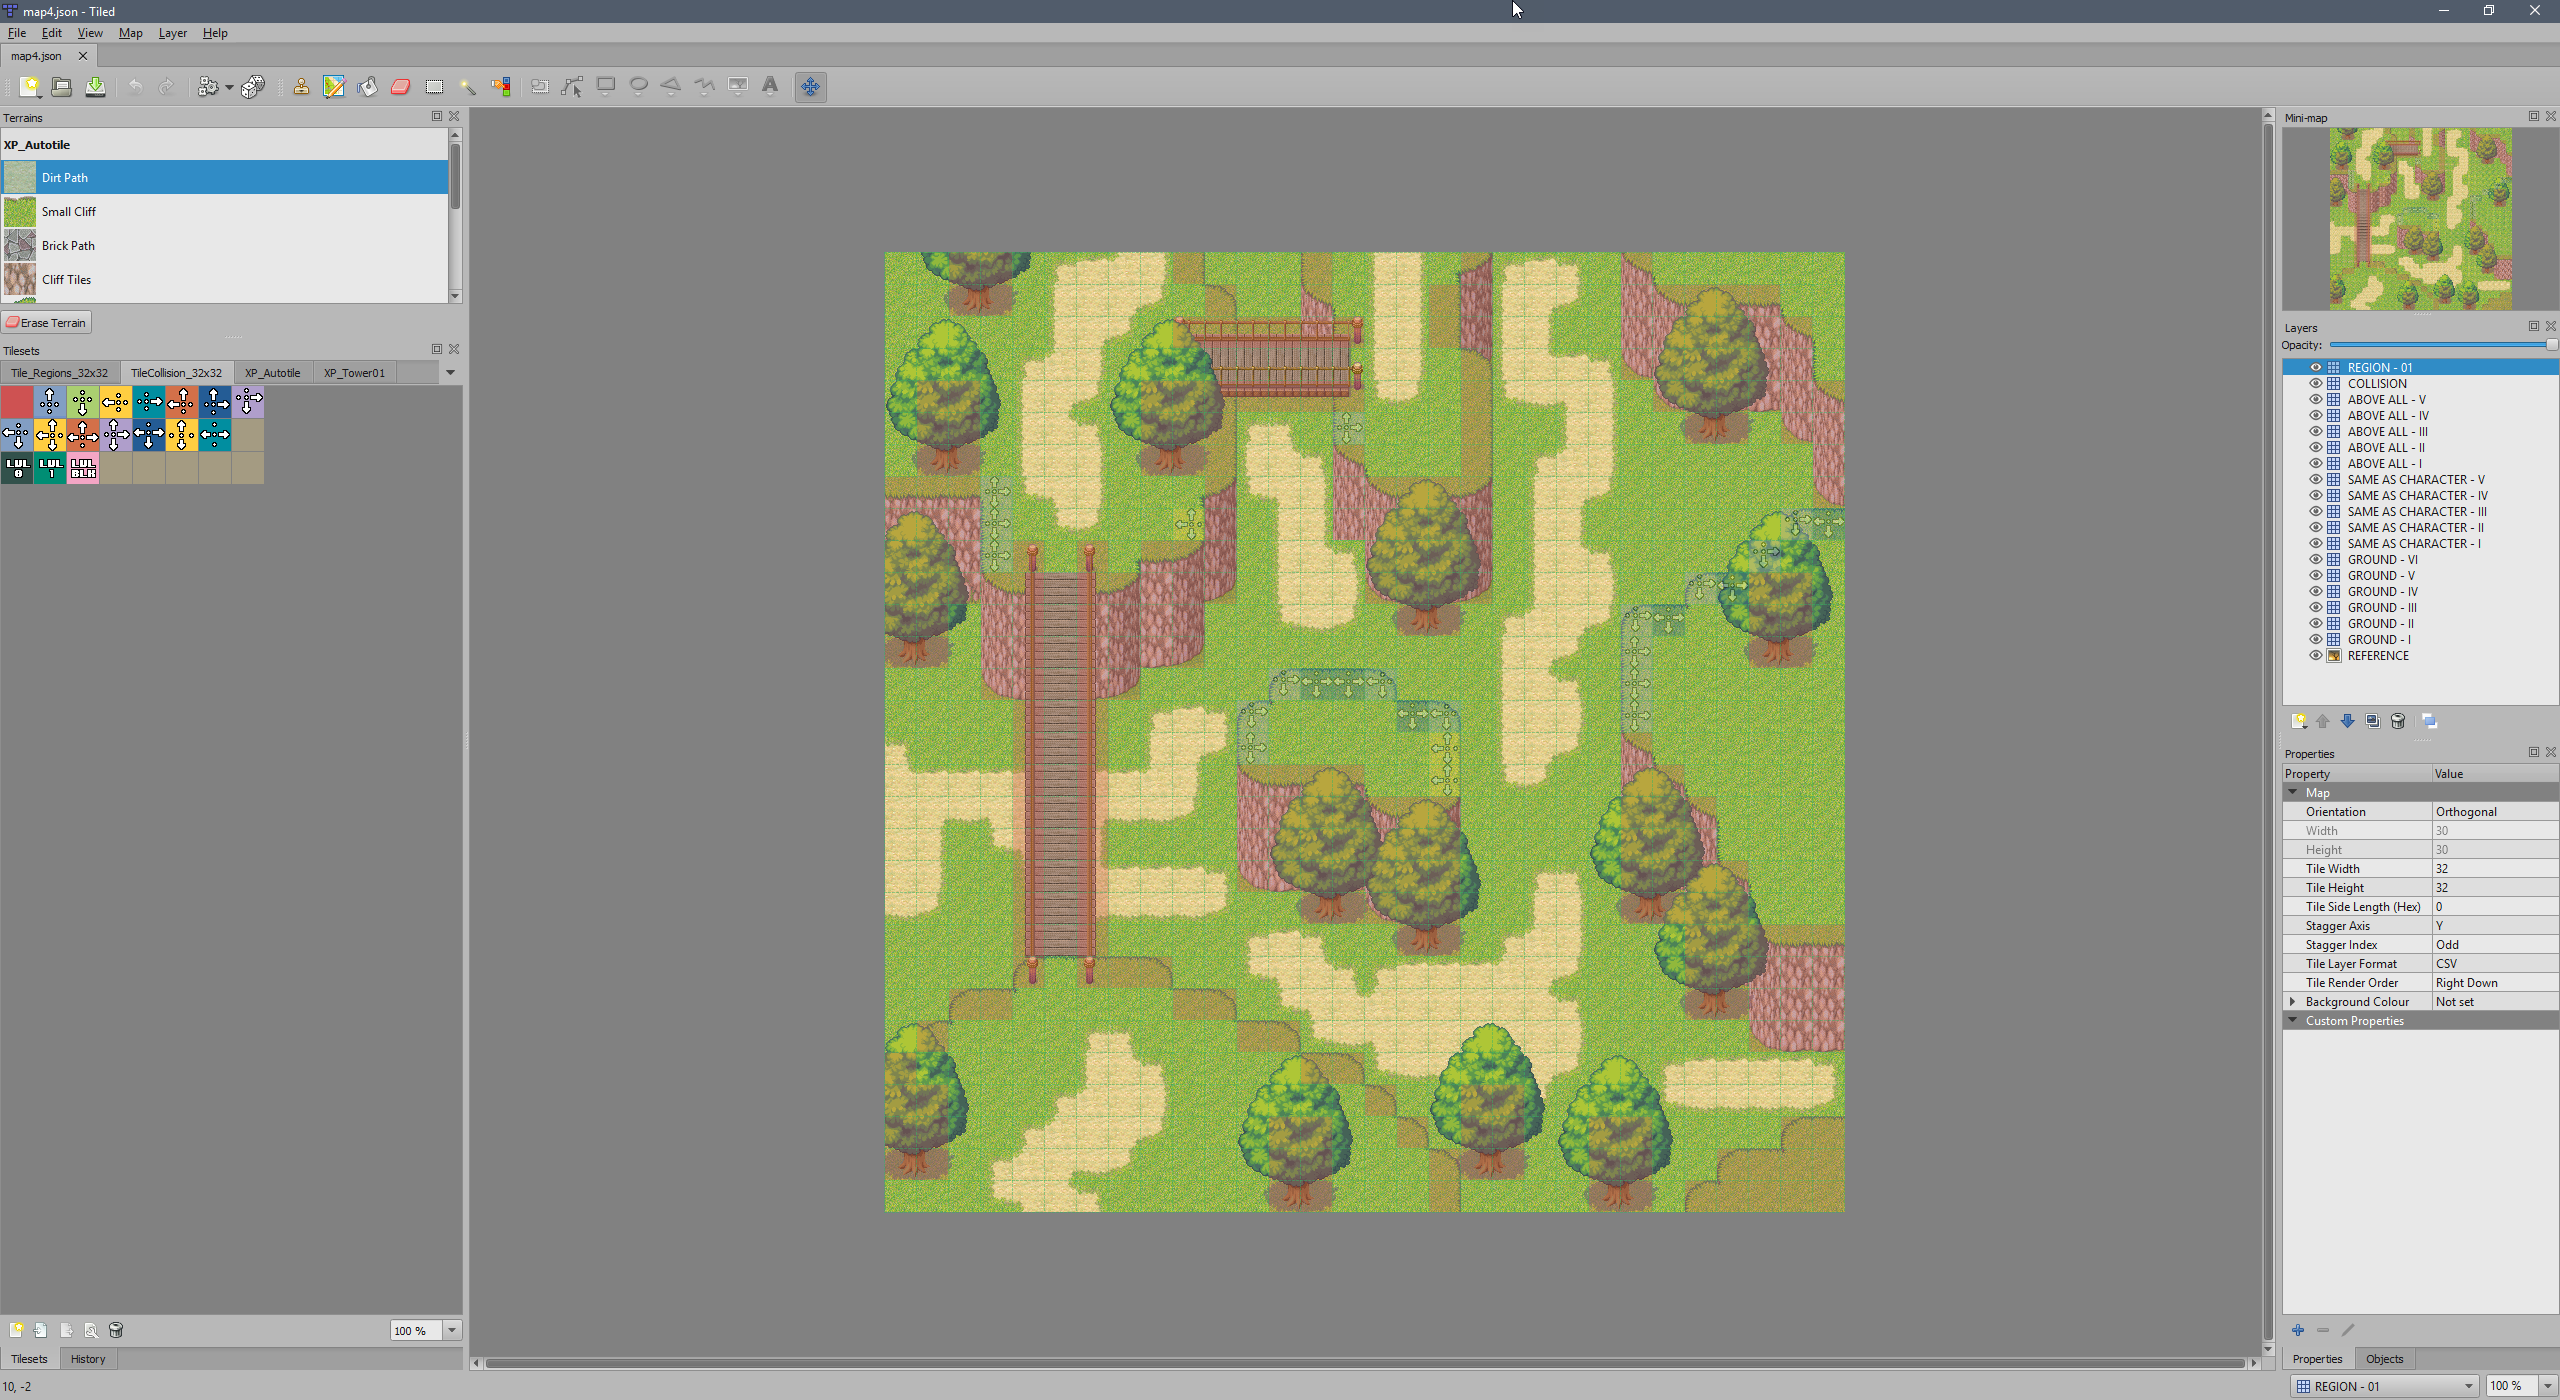 map4.json - Tiled
File Edit View Map Layer Help
map4.json
Terrains
XP_Autotile
Dirt Path
Small Cliff
Brick Path
Cliff Tiles
Erase Terrain
Tilesets
Tile_Regions_32x32 TileCollision_32x32 XP_Autotile XP_Tower01
LVL 0 LVL 1 LVL BLK
100 %
Tilesets History
10, -2
Mini-map
Layers
Opacity:
REGION - 01
COLLISION
ABOVE ALL - V
ABOVE ALL - IV
ABOVE ALL - III
ABOVE ALL - II
ABOVE ALL - I
SAME AS CHARACTER - V
SAME AS CHARACTER - IV
SAME AS CHARACTER - III
SAME AS CHARACTER - II
SAME AS CHARACTER - I
GROUND - VI
GROUND - V
GROUND - IV
GROUND - III
GROUND - II
GROUND - I
REFERENCE
Properties
Property Value
Map
Orientation Orthogonal
Width 30
Height 30
Tile Width 32
Tile Height 32
Tile Side Length (Hex) 0
Stagger Axis Y
Stagger Index Odd
Tile Layer Format CSV
Tile Render Order Right Down
Background Colour Not set
Custom Properties
Properties Objects
REGION - 01 100 %